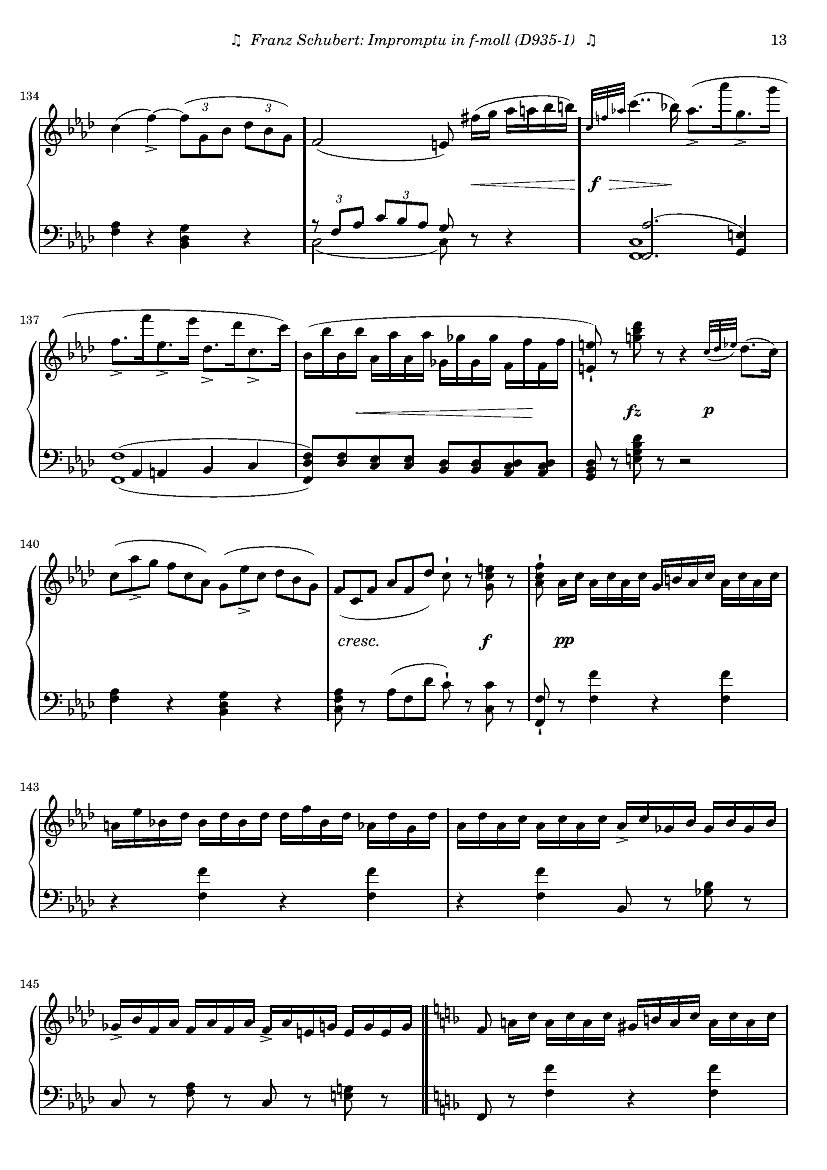 ♫ Franz Schubert: Impromptu in f-moll (D935-1) ♫ 13
134
3 3
3 3
f
137
fz p
140
cresc. f pp
143
145